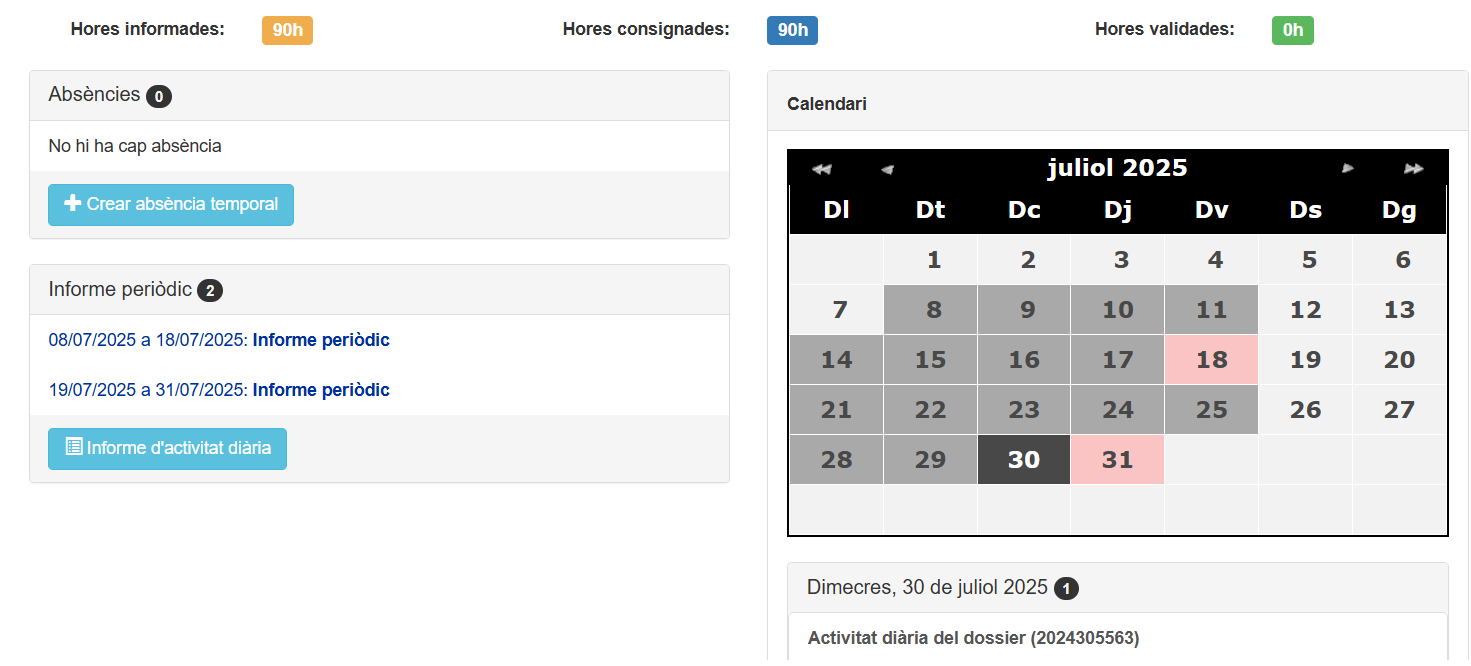 Hores informades: 90h Hores consignades: 90h Hores validades: 0h
Absències 0
No hi ha cap absència
Crear absència temporal
Informe periòdic 2
08/07/2025 a 18/07/2025: Informe periòdic
19/07/2025 a 31/07/2025: Informe periòdic
Informe d'activitat diària
Calendari
juliol 2025
Dl Dt Dc Dj Dv Ds Dg
1 2 3 4 5 6
7 8 9 10 11 12 13
14 15 16 17 18 19 20
21 22 23 24 25 26 27
28 29 30 31
Dimecres, 30 de juliol 2025 1
Activitat diària del dossier (2024305563)